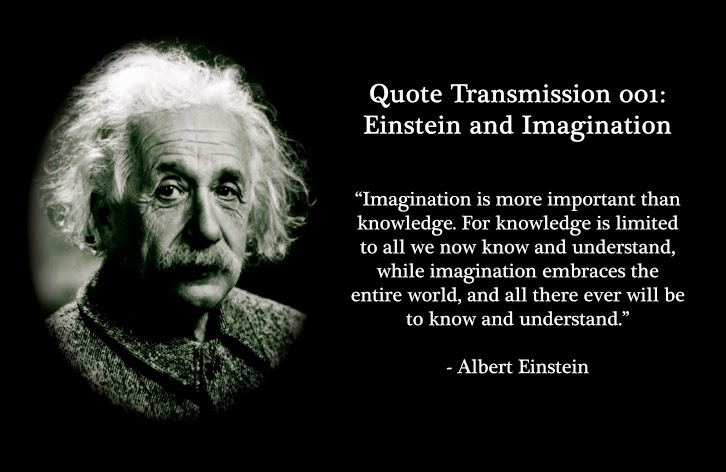 Quote Transmission 001:
Einstein and Imagination
“Imagination is more important than
knowledge. For knowledge is limited
to all we now know and understand,
while imagination embraces the
entire world, and all there ever will be
to know and understand.”
- Albert Einstein